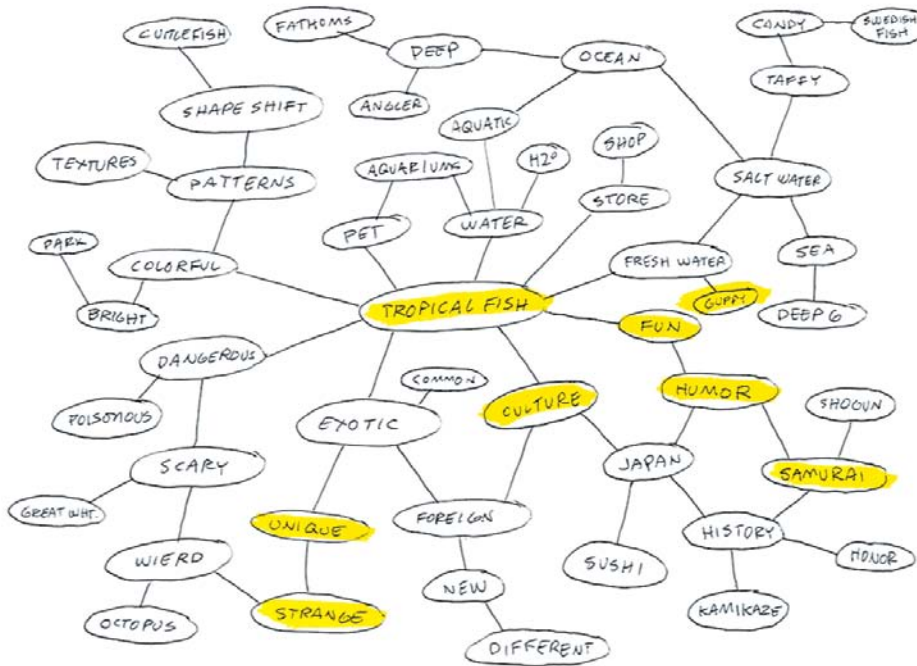 CUTTLEFISH
FATHOMS
DEEP
OCEAN
CANDY
SWEDISH
FISH
TAFFY
SHAPE SHIFT
ANGLER
AQUATIC
SHOP
TEXTURES
PATTERNS
AQUARIUMS
H2O
STORE
SALT WATER
PARK
COLORFUL
PET
WATER
FRESH WATER
SEA
BRIGHT
TROPICAL FISH
GUPPY
DEEP 6
FUN
DANGEROUS
COMMON
CULTURE
HUMOR
SHOGUN
POISONOUS
EXOTIC
SCARY
JAPAN
SAMURAI
GREAT WHT.
UNIQUE
FOREIGN
HISTORY
WIERD
SUSHI
HONOR
NEW
OCTOPUS
STRANGE
KAMIKAZE
DIFFERENT